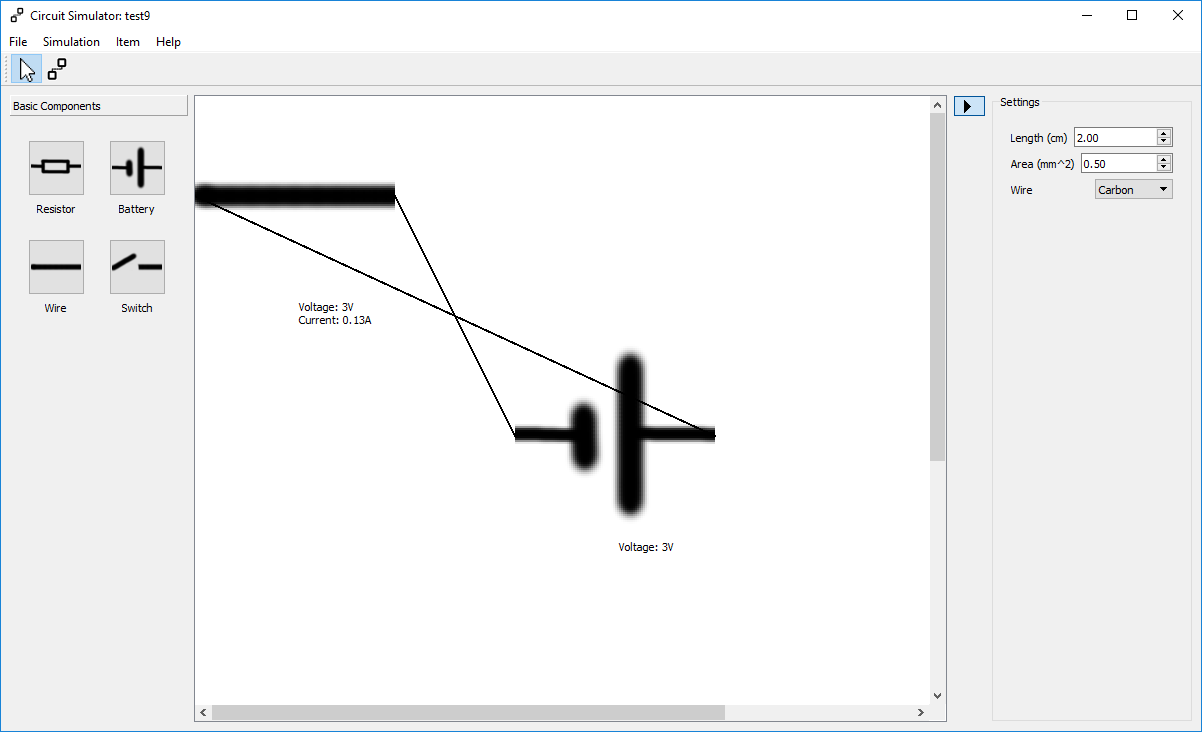 Circuit Simulator: test9
File Simulation Item Help
Basic Components
Resistor Battery
Wire Switch
Voltage: 3V
Current: 0.13A
Voltage: 3V
Settings
Length (cm) 2.00
Area (mm^2) 0.50
Wire Carbon